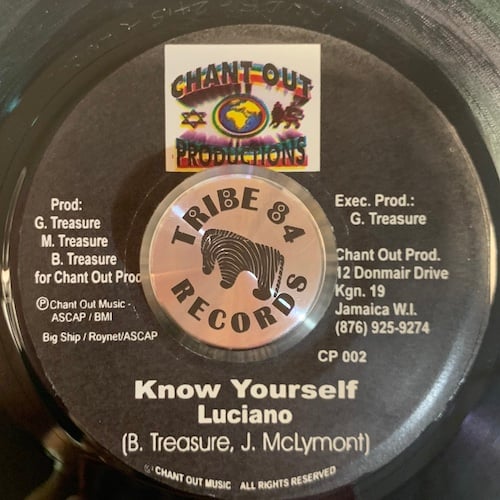 CHANT OUT
PRODUCTIONS
Prod:
G. Treasure
M. Treasure
B. Treasure
for Chant Out Prod
Ⓟ Chant Out Music -
ASCAP / BMI
Big Ship / Roynet/ASCAP
TRIBE 84
RECORDS
Exec. Prod.:
G. Treasure
Chant Out Prod.
12 Donmair Drive
Kgn. 19
Jamaica W.I.
(876) 925-9274
CP 002
Know Yourself
Luciano
(B. Treasure, J. McLymont)
CHANT OUT MUSIC ALL RIGHTS RESERVED